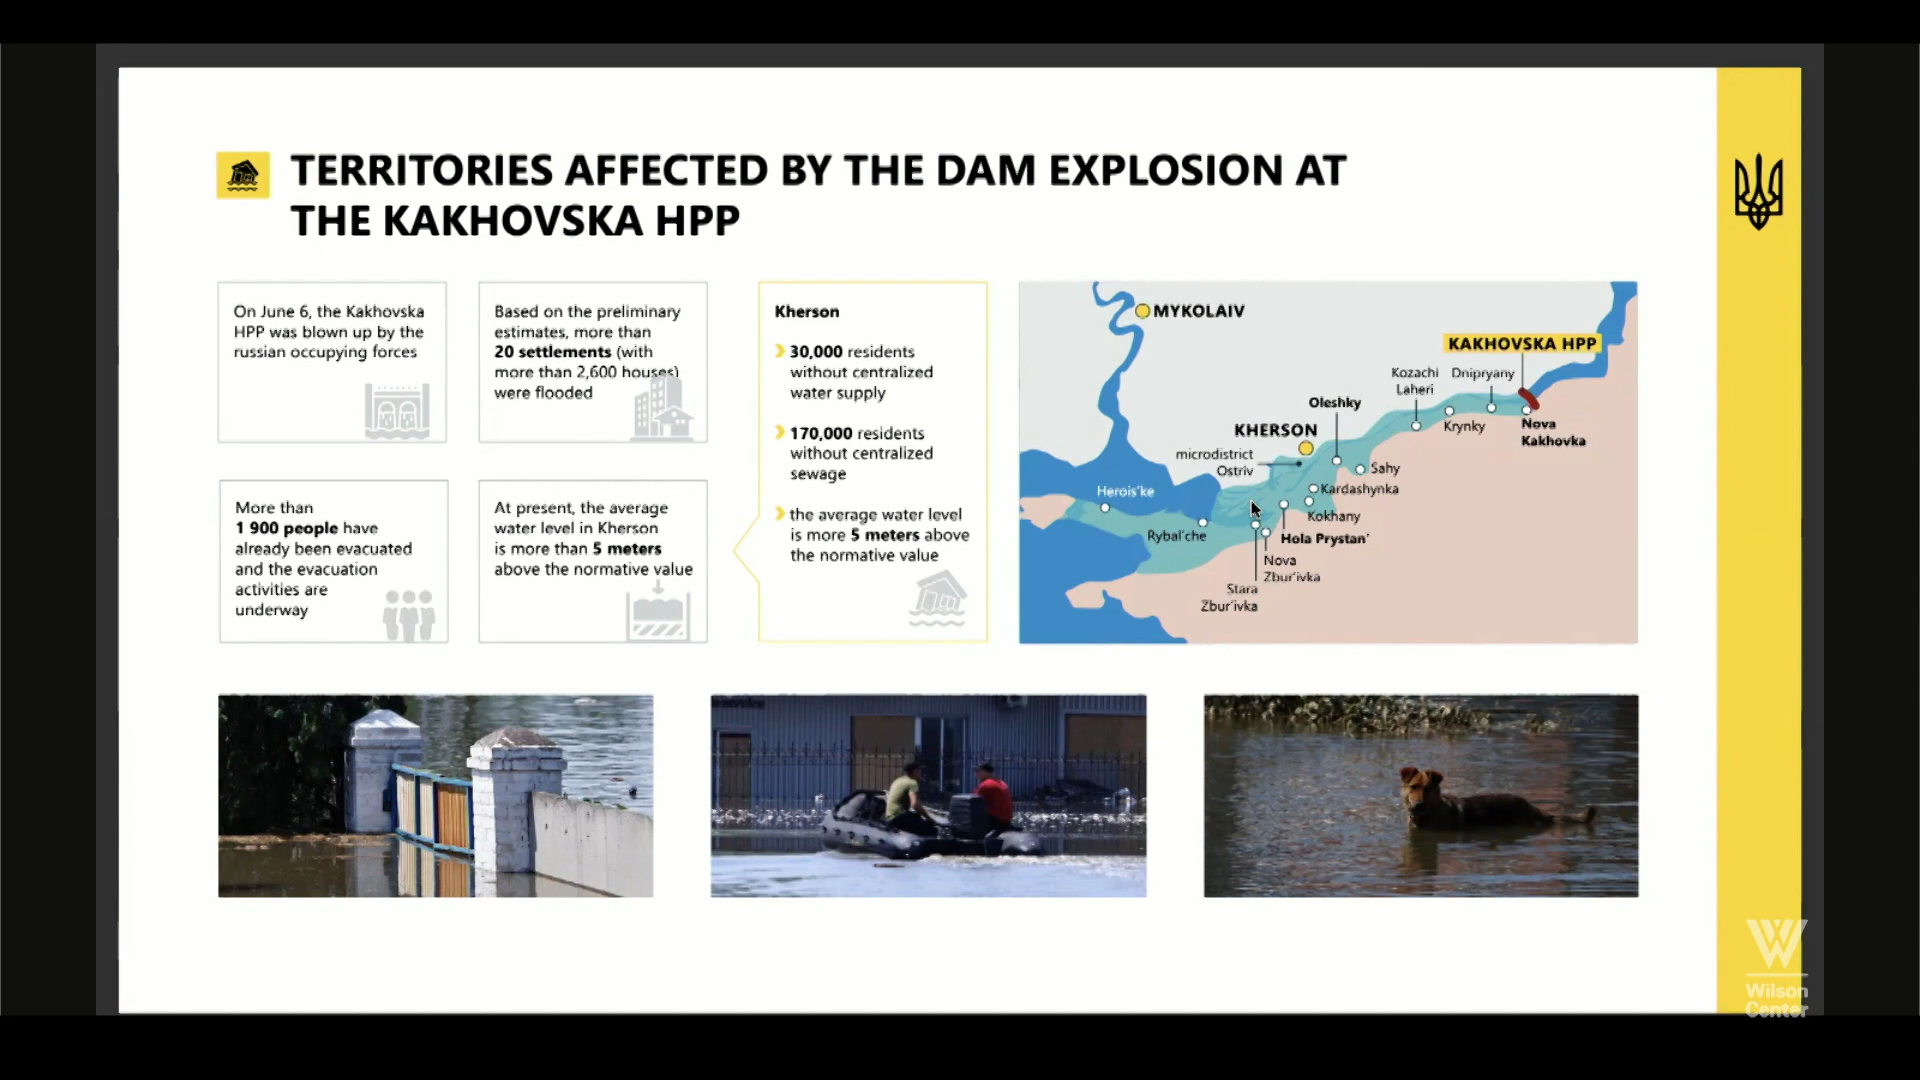 TERRITORIES AFFECTED BY THE DAM EXPLOSION AT
THE KAKHOVSKA HPP
On June 6, the Kakhovska
HPP was blown up by the
russian occupying forces
Based on the preliminary
estimates, more than
20 settlements (with
more than 2,600 houses)
were flooded
More than
1 900 people have
already been evacuated
and the evacuation
activities are
underway
At present, the average
water level in Kherson
is more than 5 meters
above the normative value
Kherson
30,000 residents
without centralized
water supply
170,000 residents
without centralized
sewage
the average water level
is more 5 meters above
the normative value
MYKOLAIV
KAKHOVSKA HPP
Kozachi
Laheri
Dnipryany
Oleshky
KHERSON
Krynky
Nova
Kakhovka
microdistrict
Ostriv
Sahy
Kardashynka
Herois'ke
Kokhany
Rybal'che
Hola Prystan'
Nova
Zbur'ivka
Stara
Zbur'ivka
Wilson
Center